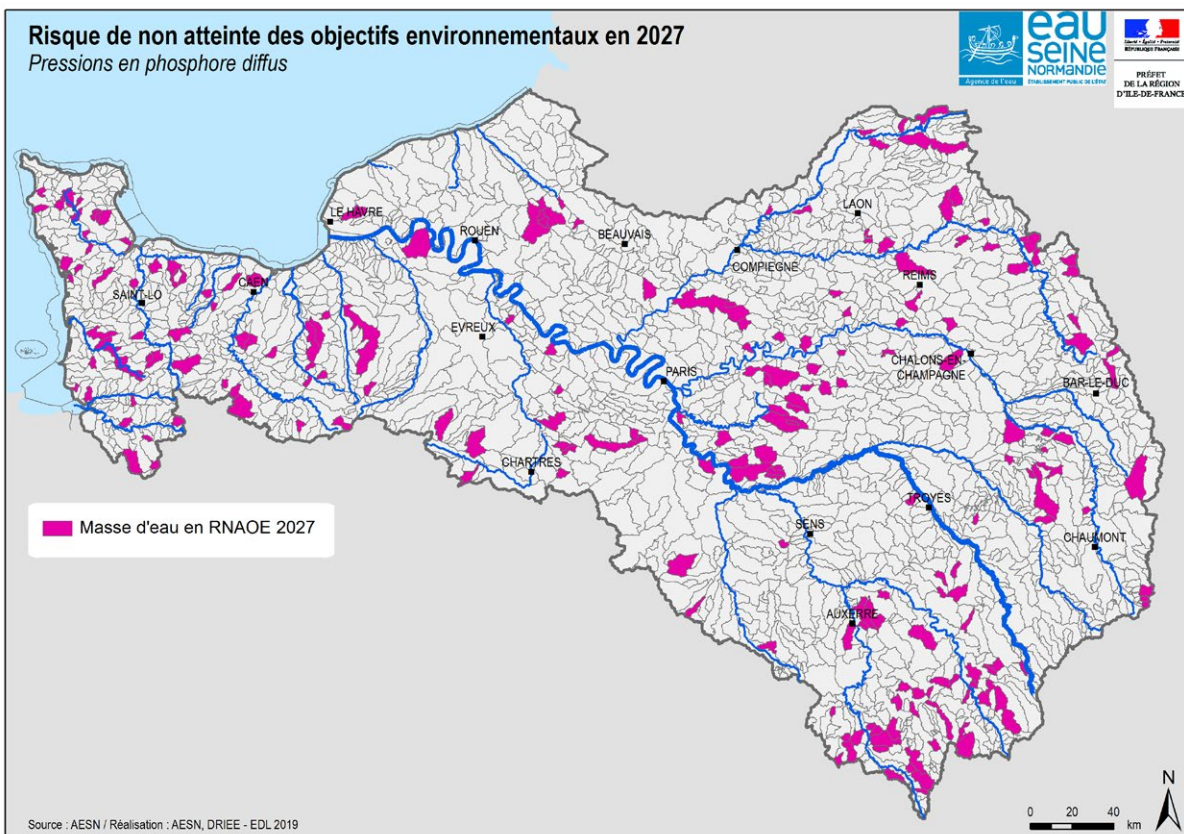 Risque de non atteinte des objectifs environnementaux en 2027
Pressions en phosphore diffus
eau
SEINE
NORMANDIE
Agence de l'eau
ÉTABLISSEMENT PUBLIC DE L'ÉTAT
Liberté • Égalité • Fraternité
RÉPUBLIQUE FRANÇAISE
PRÉFET
DE LA RÉGION
D'ILE-DE-FRANCE
LE HAVRE
ROUEN
BEAUVAIS
LAON
COMPIEGNE
REIMS
SAINT-LO
CAEN
EVREUX
PARIS
CHALONS-EN-
CHAMPAGNE
BAR-LE-DUC
CHARTRES
TROYES
SENS
CHAUMONT
AUXERRE
Masse d'eau en RNAOE 2027
Source : AESN / Réalisation : AESN, DRIEE - EDL 2019
0 20 40
km
N